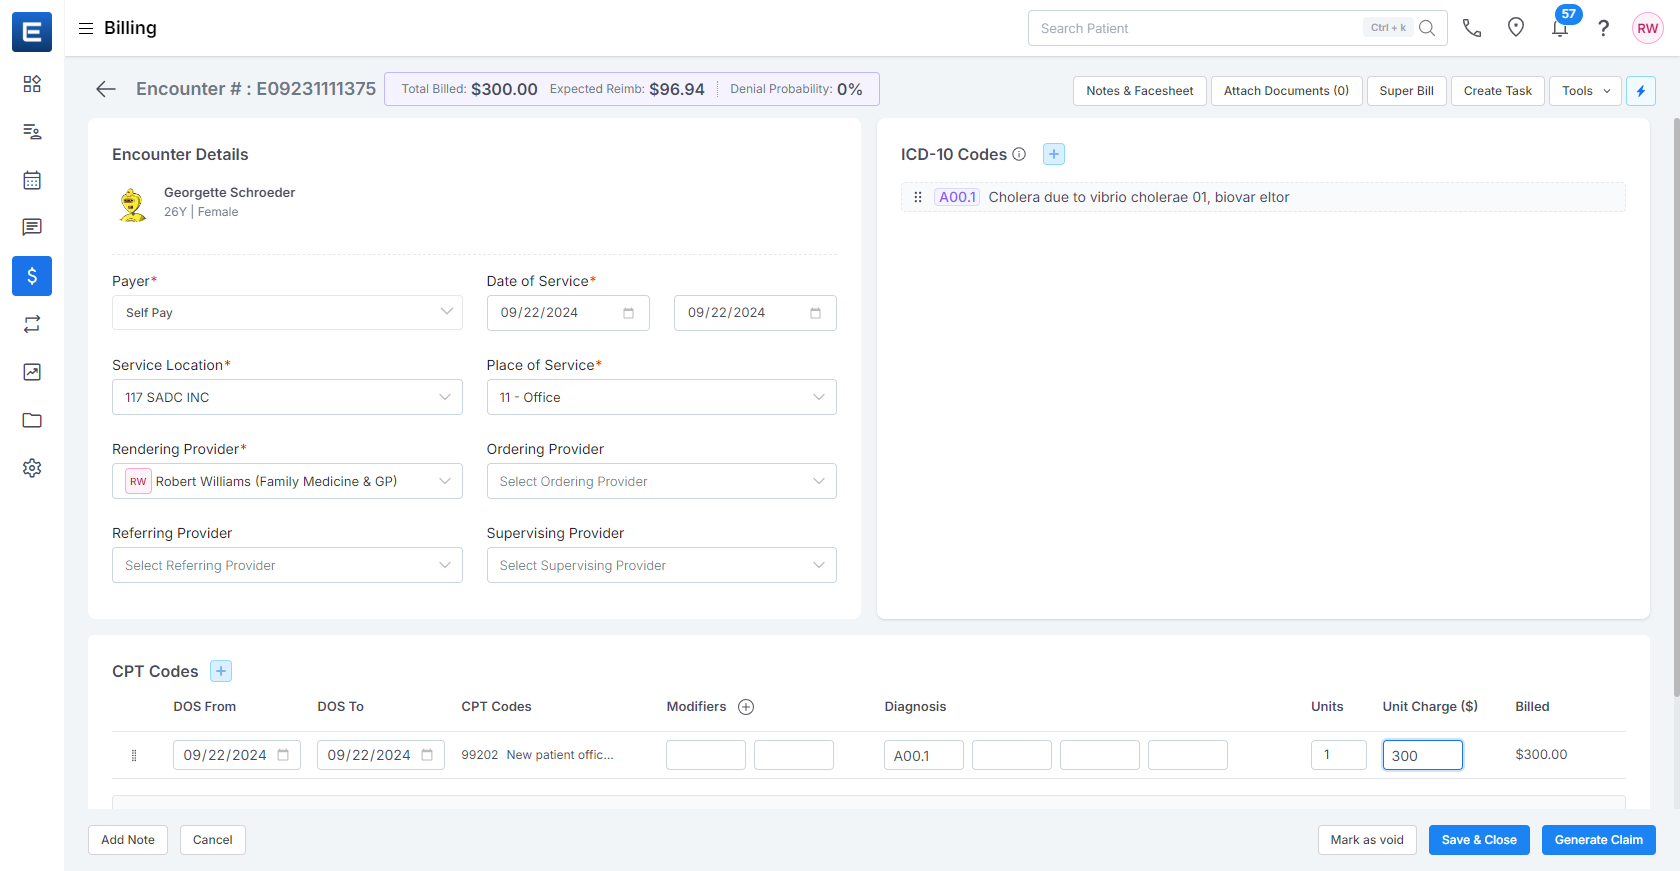 E
Billing
Search Patient
Ctrl + k
57
RW
Encounter # : E09231111375
Total Billed: $300.00 Expected Reimb: $96.94 Denial Probability: 0%
Notes & Facesheet
Attach Documents (0)
Super Bill
Create Task
Tools
Encounter Details
Georgette Schroeder
26Y | Female
Payer*
Date of Service*
Self Pay
09/22/2024
09/22/2024
Service Location*
Place of Service*
117 SADC INC
11 - Office
Rendering Provider*
Ordering Provider
RW Robert Williams (Family Medicine & GP)
Select Ordering Provider
Referring Provider
Supervising Provider
Select Referring Provider
Select Supervising Provider
ICD-10 Codes
A00.1 Cholera due to vibrio cholerae 01, biovar eltor
CPT Codes
DOS From DOS To CPT Codes Modifiers Diagnosis Units Unit Charge ($) Billed
09/22/2024 09/22/2024 99202 New patient offic... A00.1 1 300 $300.00
Add Note
Cancel
Mark as void
Save & Close
Generate Claim